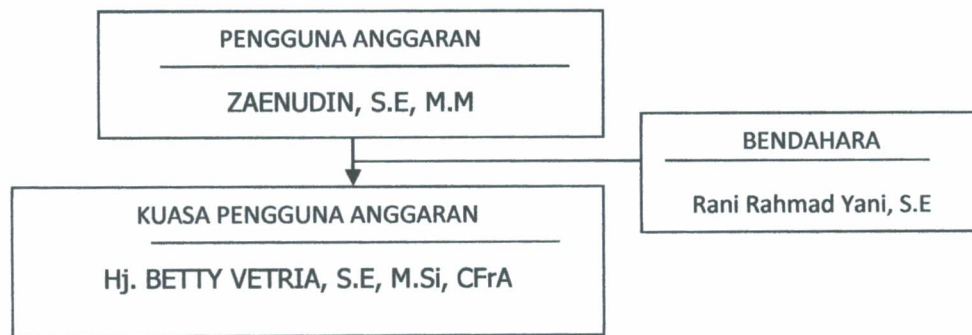 PENGGUNA ANGGARAN
ZAENUDIN, S.E, M.M
BENDAHARA
Rani Rahmad Yani, S.E
KUASA PENGGUNA ANGGARAN
Hj. BETTY VETRIA, S.E, M.Si, CFrA